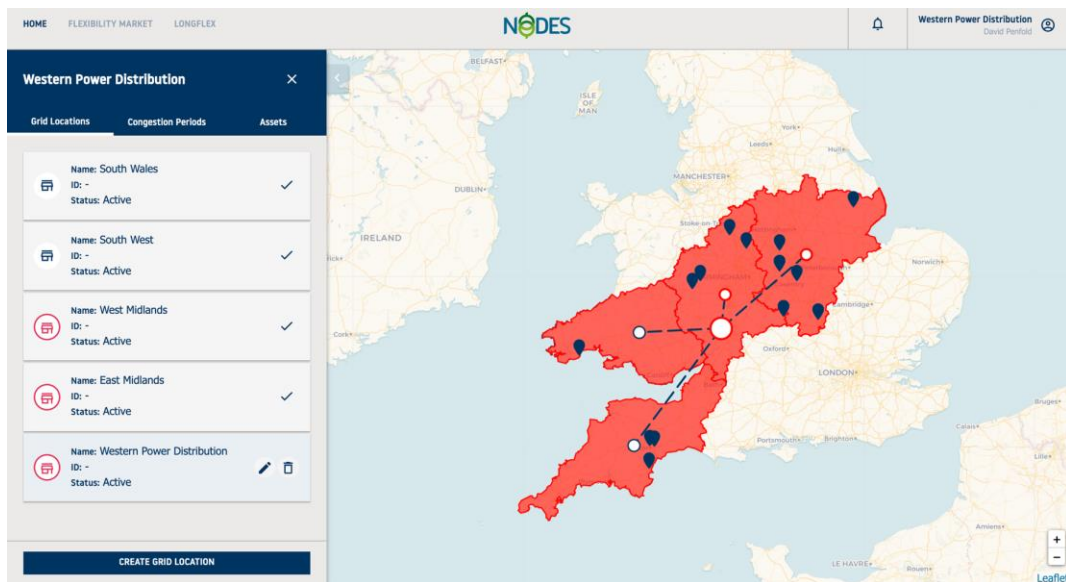 HOME FLEXIBILITY MARKET LONGFLEX
NODES
Western Power Distribution
David Penfold
Western Power Distribution
Grid Locations Congestion Periods Assets
Name: South Wales
ID: -
Status: Active
Name: South West
ID: -
Status: Active
Name: West Midlands
ID: -
Status: Active
Name: East Midlands
ID: -
Status: Active
Name: Western Power Distribution
ID: -
Status: Active
CREATE GRID LOCATION
BELFAST
ISLE
OF
MAN
York
Leeds
Hull
MANCHESTER
DUBLIN
IRELAND
Norwich
Cambridge
Cork
Oxford
LONDON
Bruges
Calais
Portsmouth
Brighton
Lille
Amiens
LE HAVRE
Rouen
+
−
Leaflet